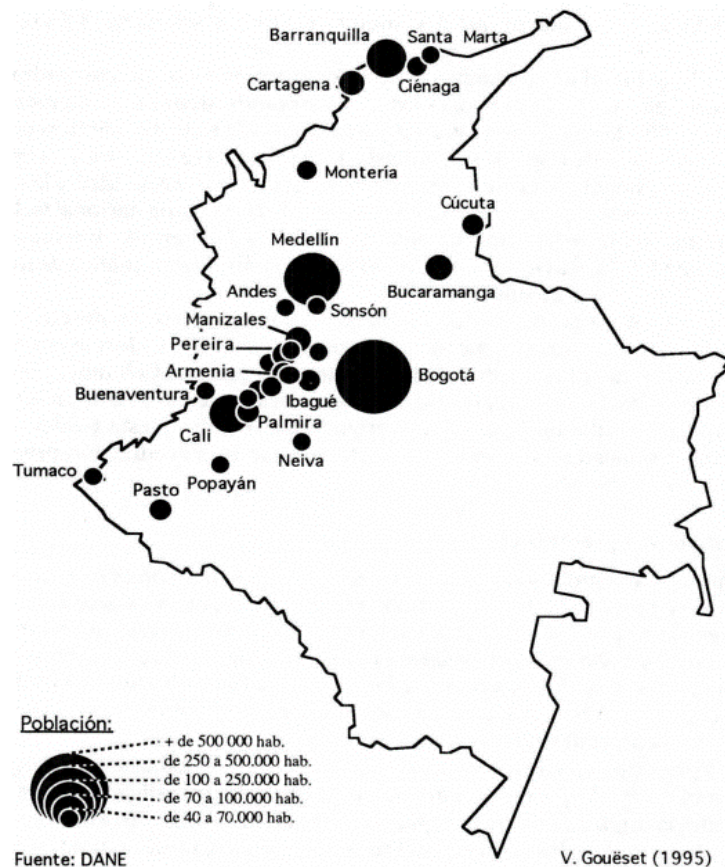 Barranquilla
Santa Marta
Cartagena
Ciénaga
Montería
Cúcuta
Medellín
Bucaramanga
Andes
Sonsón
Manizales
Pereira
Armenia
Bogotá
Buenaventura
Ibagué
Cali
Palmira
Neiva
Tumaco
Popayán
Pasto
Población:
+ de 500 000 hab.
de 250 a 500.000 hab.
de 100 a 250.000 hab.
de 70 a 100.000 hab.
de 40 a 70.000 hab.
Fuente: DANE
V. Gouëset (1995)